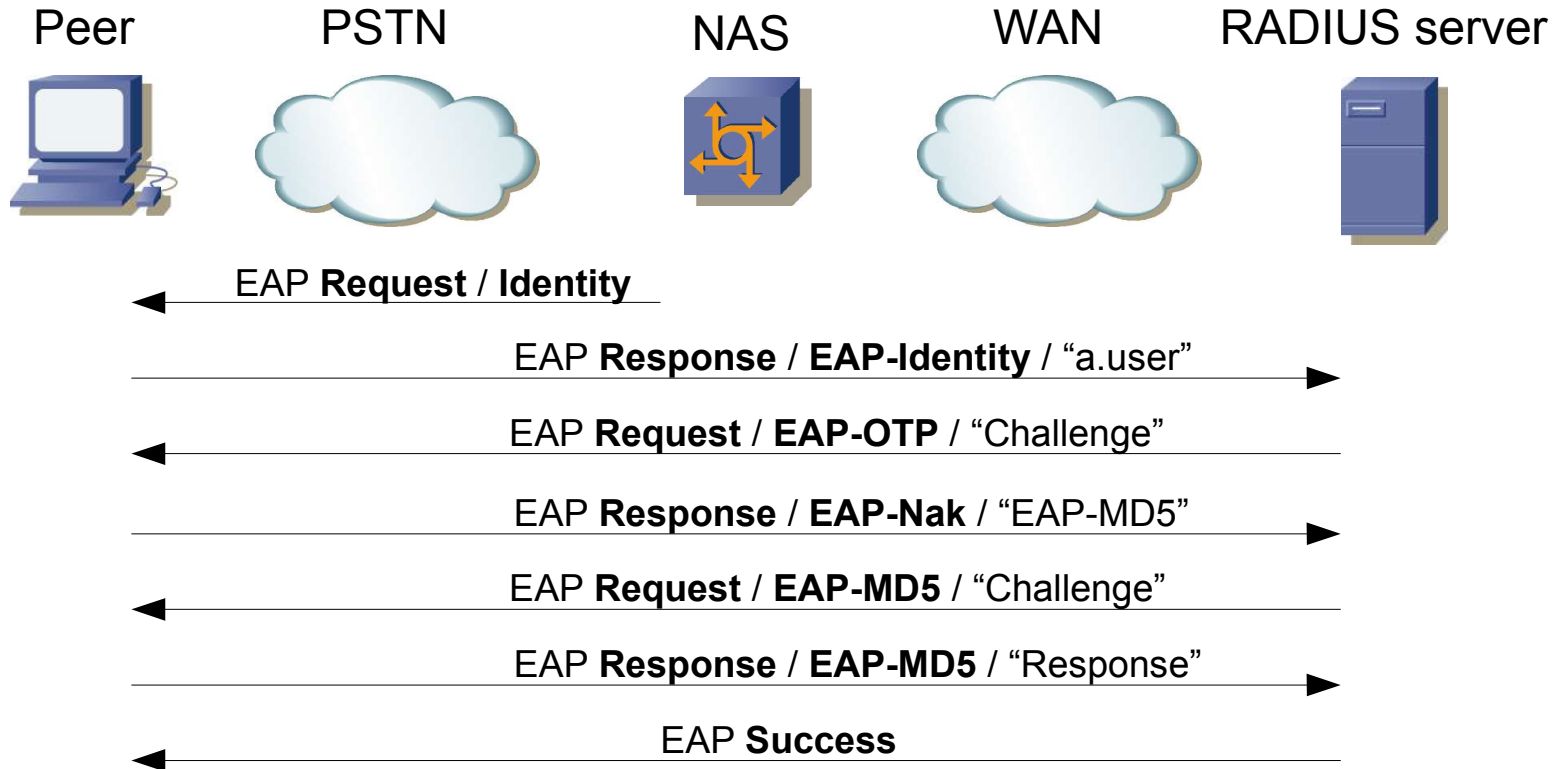 Peer PSTN NAS WAN RADIUS server
EAP Request / Identity
EAP Response / EAP-Identity / “a.user”
EAP Request / EAP-OTP / “Challenge”
EAP Response / EAP-Nak / “EAP-MD5”
EAP Request / EAP-MD5 / “Challenge”
EAP Response / EAP-MD5 / “Response”
EAP Success